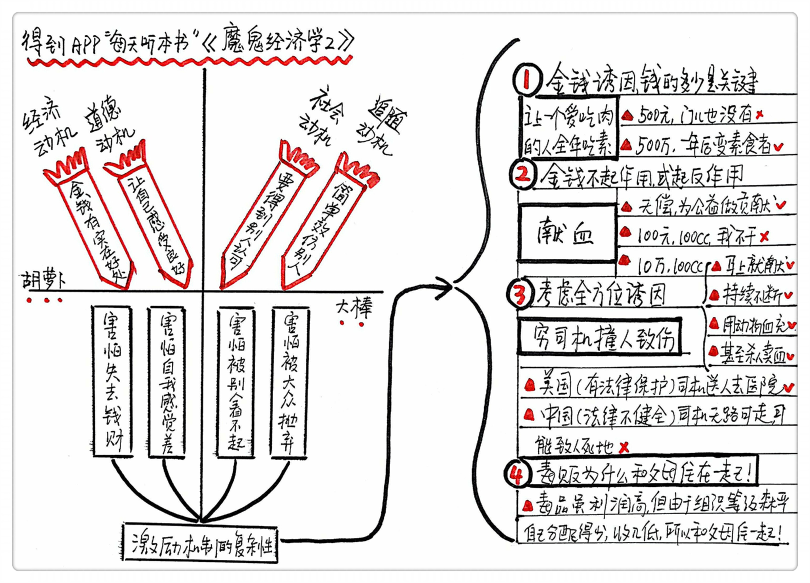 得到APP"每天听本书"《魔鬼经济学2》
经济动机
道德动机
社会动机
追随动机
金钱有实在好处
让自己感觉良好
要得到别人认可
简单效仿别人
胡萝卜
大棒
害怕失去钱财
害怕自我感觉差
害怕被别人看不起
害怕被大众抛弃
激励机制的复杂性
1 金钱诱因,钱的多少是关键
让一个爱吃肉
的人全年吃素
500元,门儿也没有×
500万,一年后变素食者✓
2 金钱不起作用,或起反作用
献血
无偿,为公益做贡献✓
100元,100cc,我不干×
10万,100cc
马上就献✓
持续不断✓
用动物血充✓
甚至杀人卖血✓
3 考虑全方位诱因
穷司机撞人致伤
美国(有法律保护)司机送人去医院✓
中国(法律不健全)司机无路可走,可
能致人死地×
4 毒贩为什么和父母住在一起!
毒品虽利润高,但由于组织等级森严
自己分配得少,收入低,所以和父母住一起!